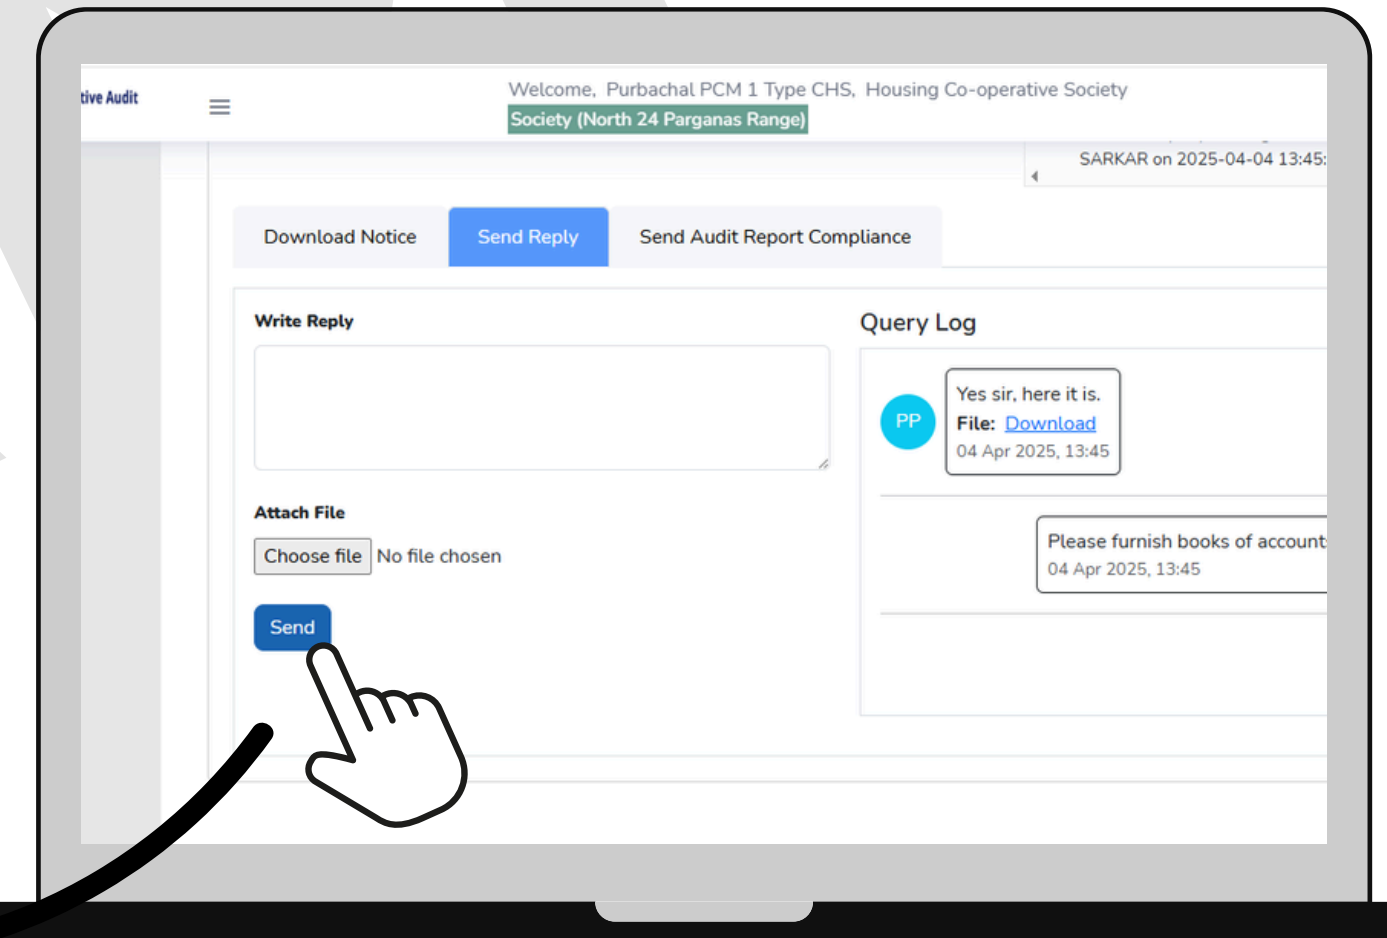 tive Audit
Welcome, Purbachal PCM 1 Type CHS, Housing Co-operative Society
Society (North 24 Parganas Range)
SARKAR on 2025-04-04 13:45:
Download Notice
Send Reply
Send Audit Report Compliance
Write Reply
Attach File
Choose file No file chosen
Send
Query Log
PP
Yes sir, here it is.
File: Download
04 Apr 2025, 13:45
Please furnish books of account
04 Apr 2025, 13:45